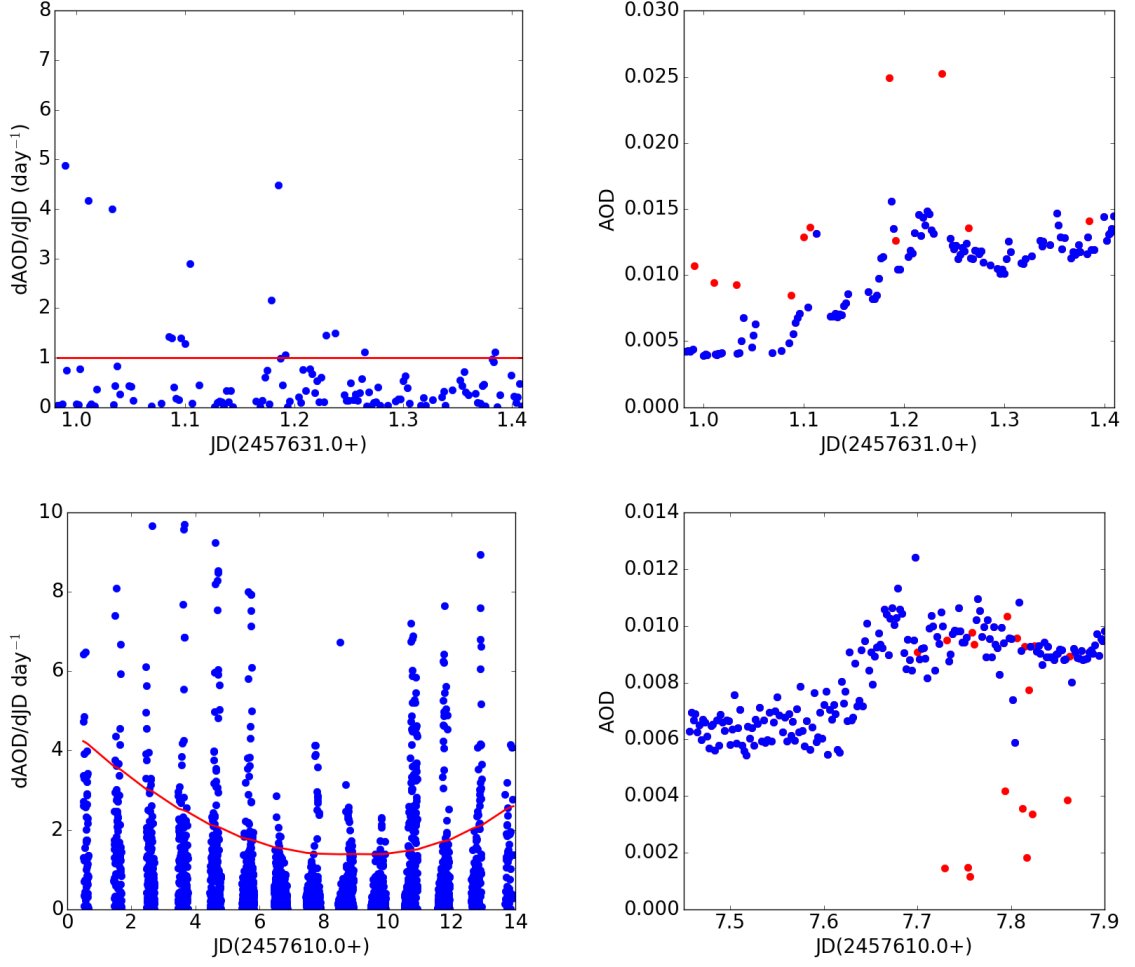 8
7
6
5
4
3
2
1
0
dAOD/dJD (day⁻¹)
1.0 1.1 1.2 1.3 1.4
JD(2457631.0+)
0.030
0.025
0.020
0.015
0.010
0.005
0.000
AOD
1.0 1.1 1.2 1.3 1.4
JD(2457631.0+)
10
8
6
4
2
0
dAOD/dJD day⁻¹
0 2 4 6 8 10 12 14
JD(2457610.0+)
0.014
0.012
0.010
0.008
0.006
0.004
0.002
0.000
AOD
7.5 7.6 7.7 7.8 7.9
JD(2457610.0+)